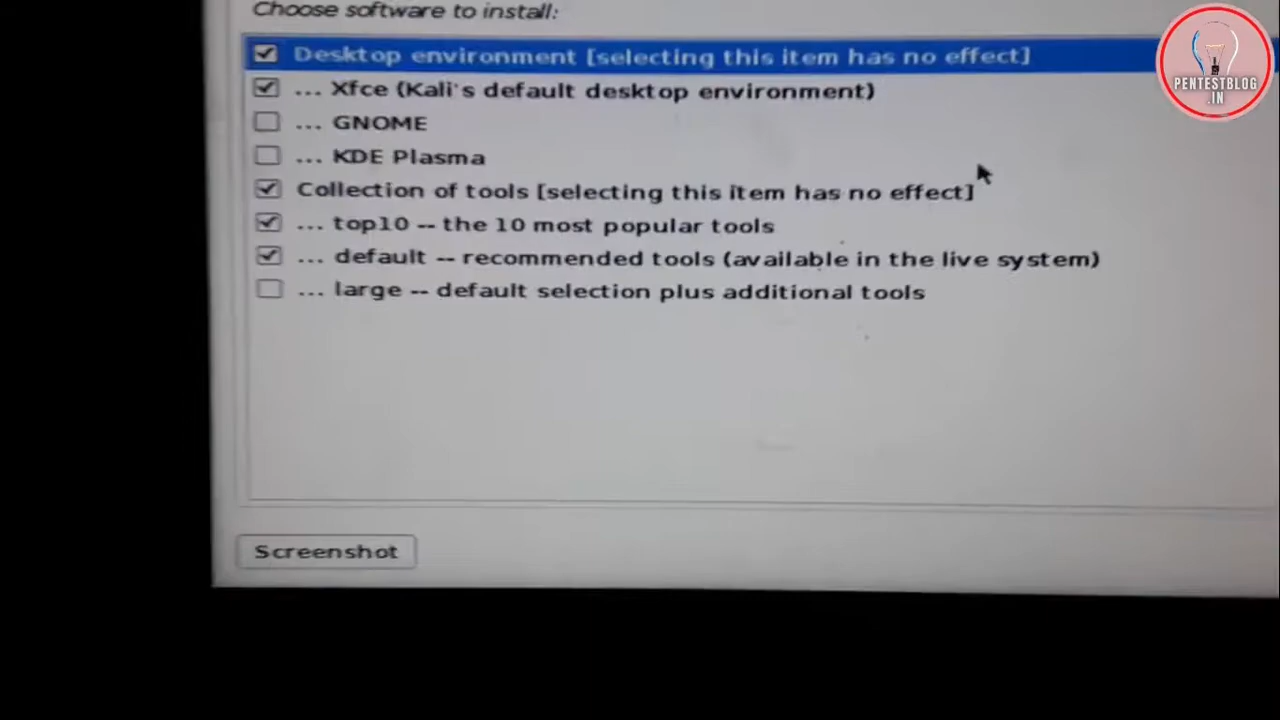 Choose software to install:
Desktop environment [selecting this item has no effect]
... Xfce (Kali's default desktop environment)
... GNOME
... KDE Plasma
Collection of tools [selecting this item has no effect]
... top10 -- the 10 most popular tools
... default -- recommended tools (available in the live system)
... large -- default selection plus additional tools
Screenshot
PENTESTBLOG
.IN